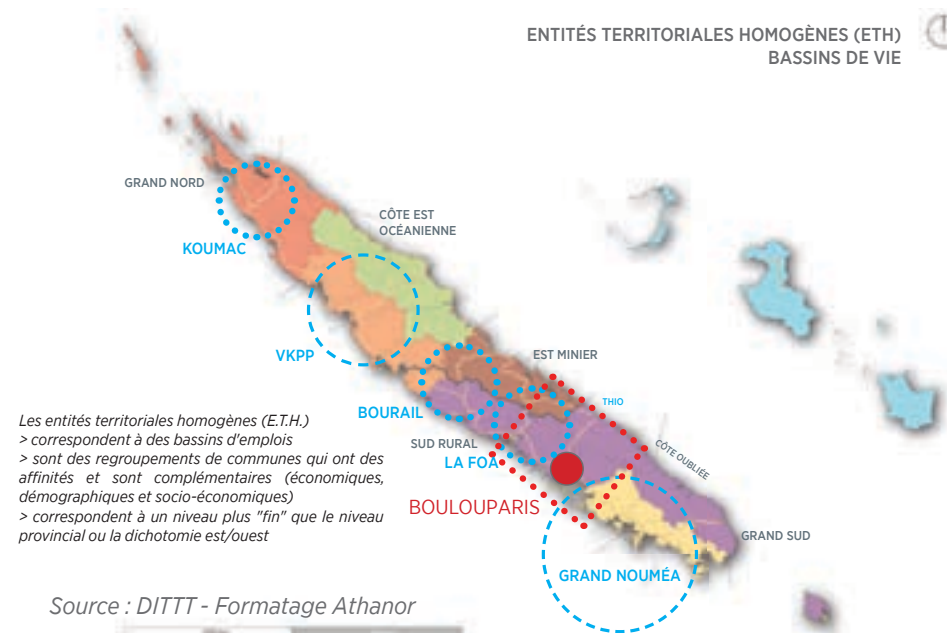 ENTITÉS TERRITORIALES HOMOGÈNES (ETH)
BASSINS DE VIE
GRAND NORD
KOUMAC
CÔTE EST
OCÉANIENNE
VKPP
EST MINIER
THIO
BOURAIL
SUD RURAL
LA FOA
CÔTE OUBLIÉE
Les entités territoriales homogènes (E.T.H.)
> correspondent à des bassins d'emplois
> sont des regroupements de communes qui ont des
affinités et sont complémentaires (économiques,
démographiques et socio-économiques)
> correspondent à un niveau plus "fin" que le niveau
provincial ou la dichotomie est/ouest
BOULOUPARIS
GRAND SUD
GRAND NOUMÉA
Source : DITTT - Formatage Athanor